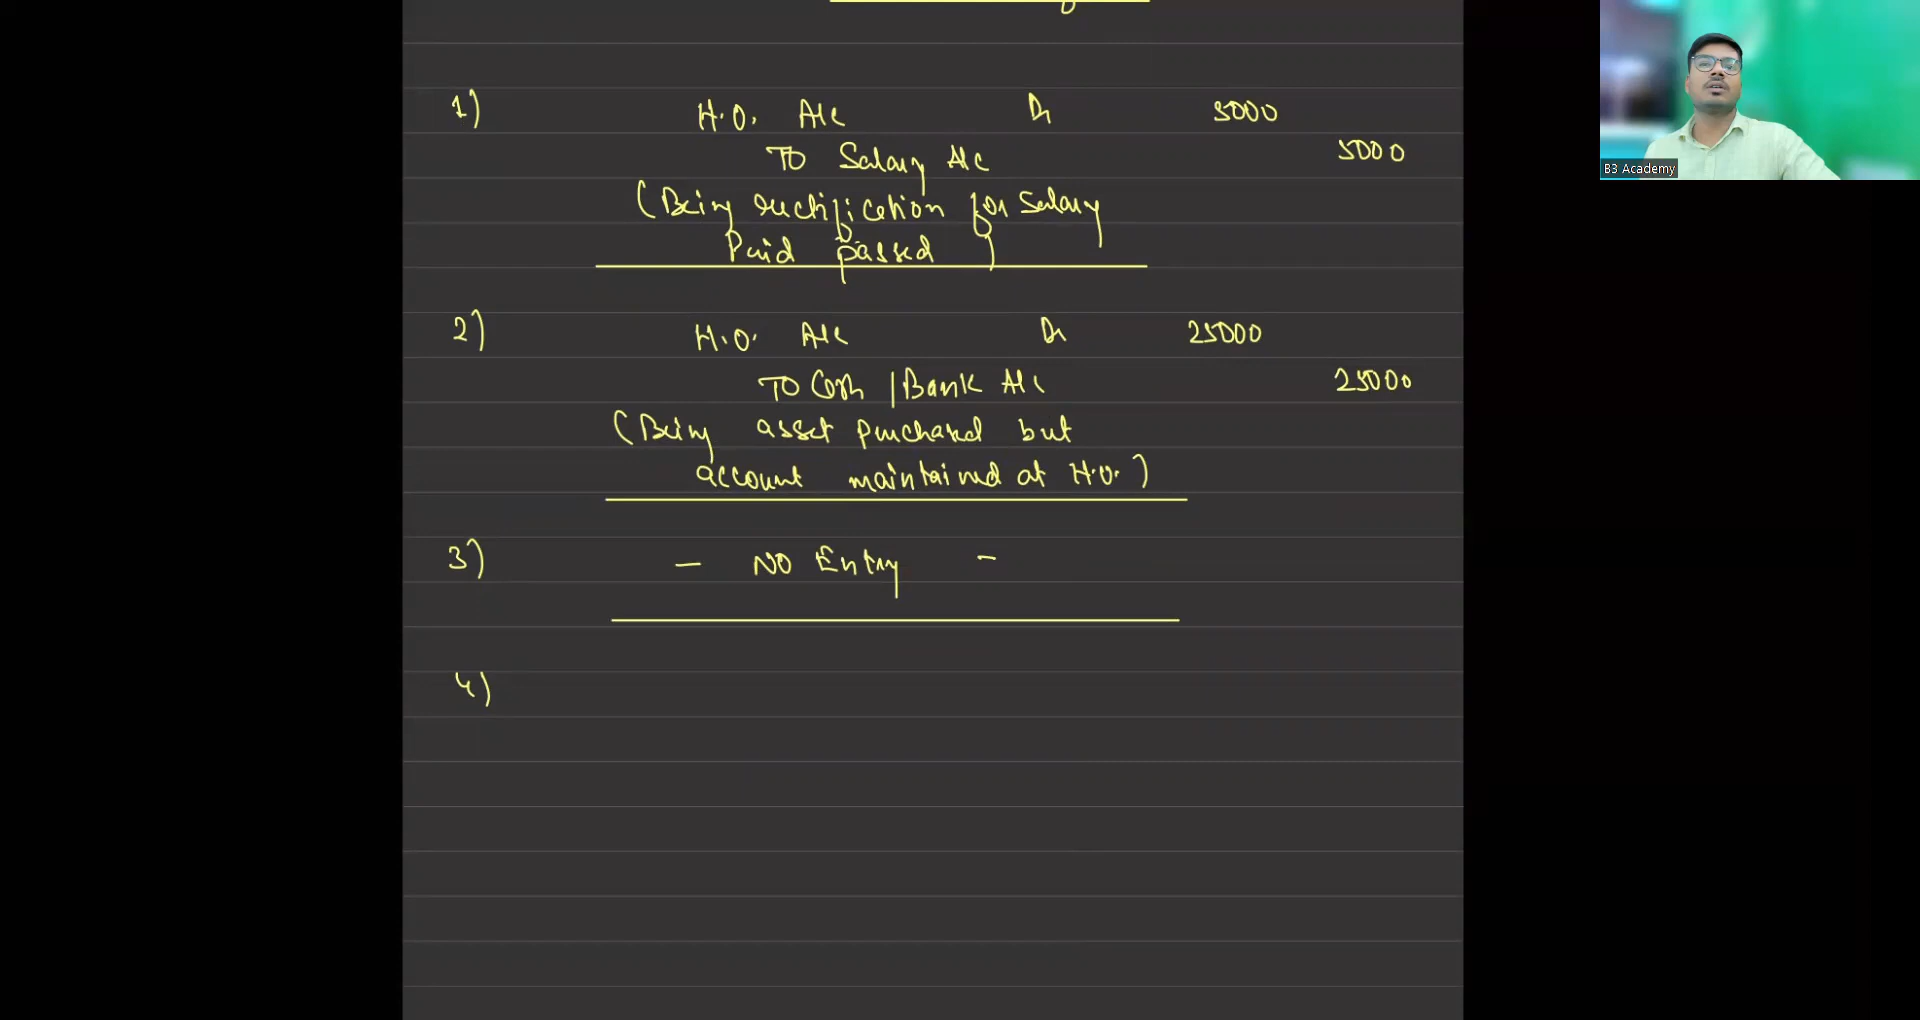 1) H.O. A/c Dr 5000
To Salary A/c 5000
(Being rectification for Salary
Paid passed)
2) H.O. A/c Dr 25000
To Cash / Bank A/c 25000
(Being asset purchased but
account maintained at H.O.)
3) - NO Entry -
4)
B3 Academy